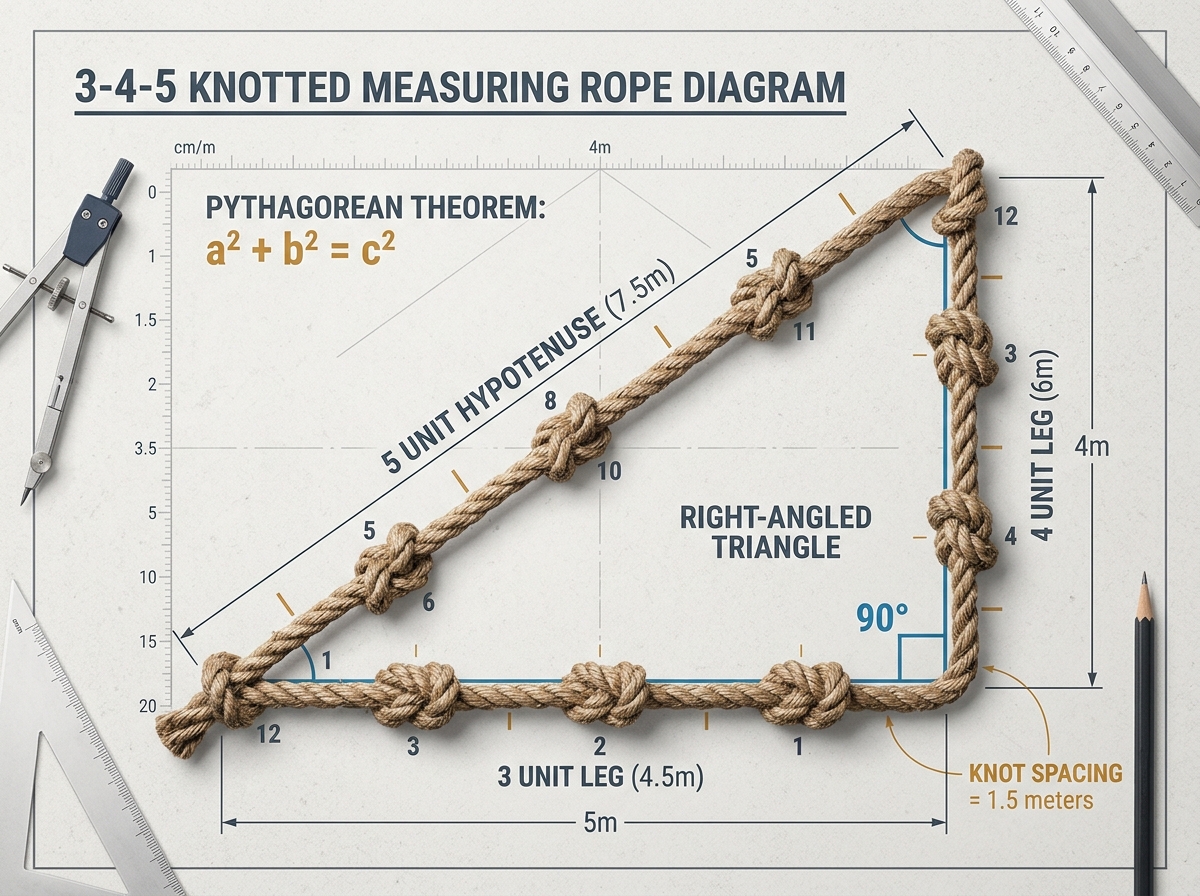 3-4-5 KNOTTED MEASURING ROPE DIAGRAM
cm/m
4m
0
1
1.5
2
3.5
5
10
15
20
PYTHAGOREAN THEOREM:
a² + b² = c²
5 UNIT HYPOTENUSE (7.5m)
5
11
8
10
5
6
1
12
3
4
4 UNIT LEG (6m)
4m
RIGHT-ANGLED
TRIANGLE
90°
12
3
2
1
3 UNIT LEG (4.5m)
5m
KNOT SPACING
= 1.5 meters